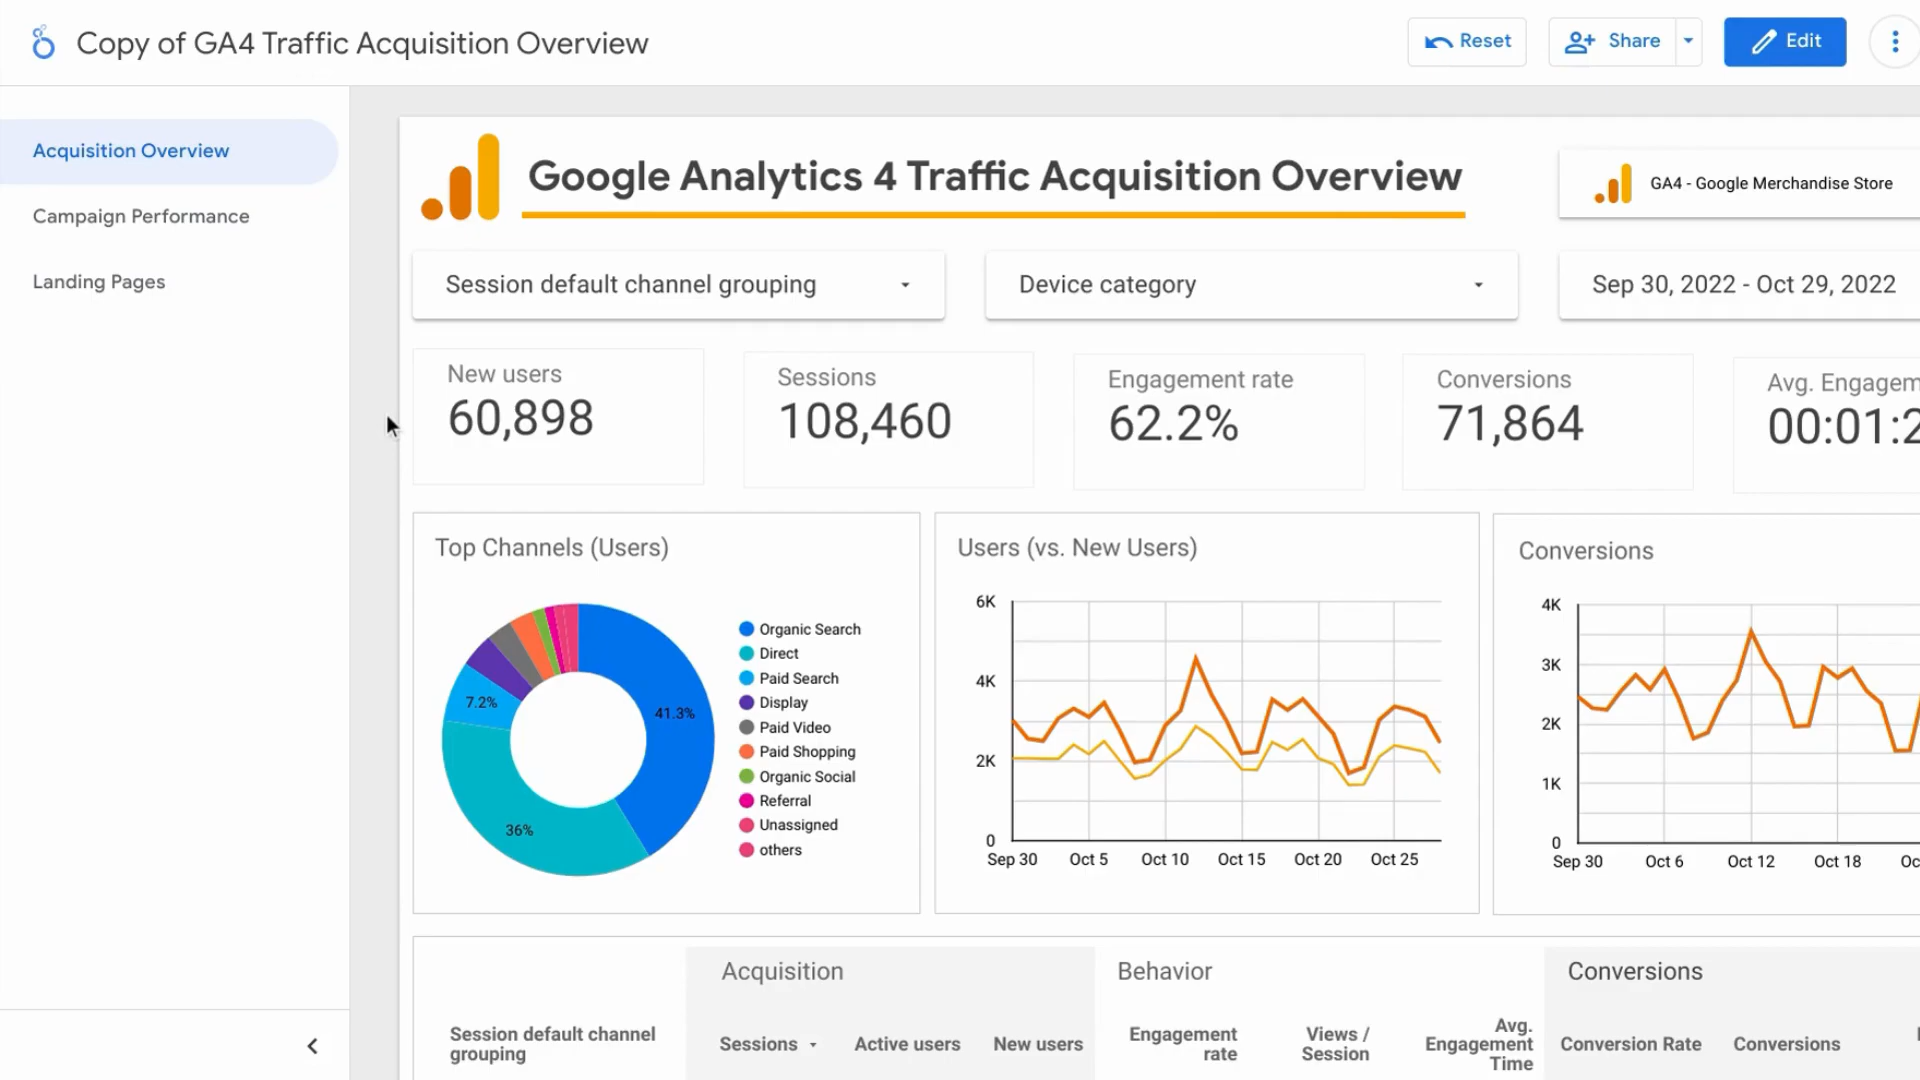 Copy of GA4 Traffic Acquisition Overview
Reset
Share
Edit
Acquisition Overview
Campaign Performance
Landing Pages
Google Analytics 4 Traffic Acquisition Overview
GA4 - Google Merchandise Store
Session default channel grouping
Device category
Sep 30, 2022 - Oct 29, 2022
New users
60,898
Sessions
108,460
Engagement rate
62.2%
Conversions
71,864
Avg. Engagem
00:01:2
Top Channels (Users)
41.3%
36%
7.2%
Organic Search
Direct
Paid Search
Display
Paid Video
Paid Shopping
Organic Social
Referral
Unassigned
others
Users (vs. New Users)
6K
4K
2K
0
Sep 30 Oct 5 Oct 10 Oct 15 Oct 20 Oct 25
Conversions
4K
3K
2K
1K
0
Sep 30 Oct 6 Oct 12 Oct 18 Oc
Acquisition
Behavior
Conversions
Session default channel
grouping
Sessions
Active users
New users
Engagement
rate
Views /
Session
Avg.
Engagement
Time
Conversion Rate
Conversions